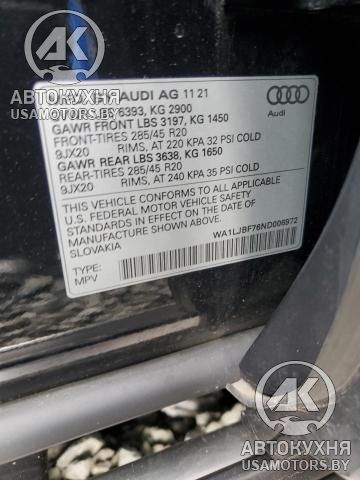 AK
АВТОКУХНЯ
USAMOTORS.BY
AUDI AG 11 21
6393, KG 2900
GAWR FRONT LBS 3197, KG 1450
FRONT-TIRES 285/45 R20
9JX20 RIMS, AT 220 KPA 32 PSI COLD
GAWR REAR LBS 3638, KG 1650
REAR-TIRES 285/45 R20
9JX20 RIMS, AT 240 KPA 35 PSI COLD
Audi
THIS VEHICLE CONFORMS TO ALL APPLICABLE
U.S. FEDERAL MOTOR VEHICLE SAFETY
STANDARDS IN EFFECT ON THE DATE OF
MANUFACTURE SHOWN ABOVE.
SLOVAKIA
WA1LJBF76ND006972
TYPE:
MPV
AK
АВТОКУХНЯ
USAMOTORS.BY